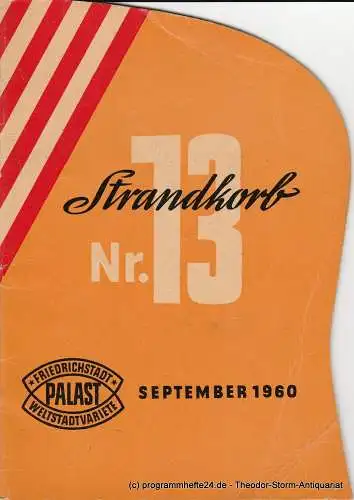 Strandkorb
Nr. 13
FRIEDRICHSTADT
PALAST
WELTSTADTVARIETE
SEPTEMBER 1960
(c) programmhefte24.de - Theodor-Storm-Antiquariat